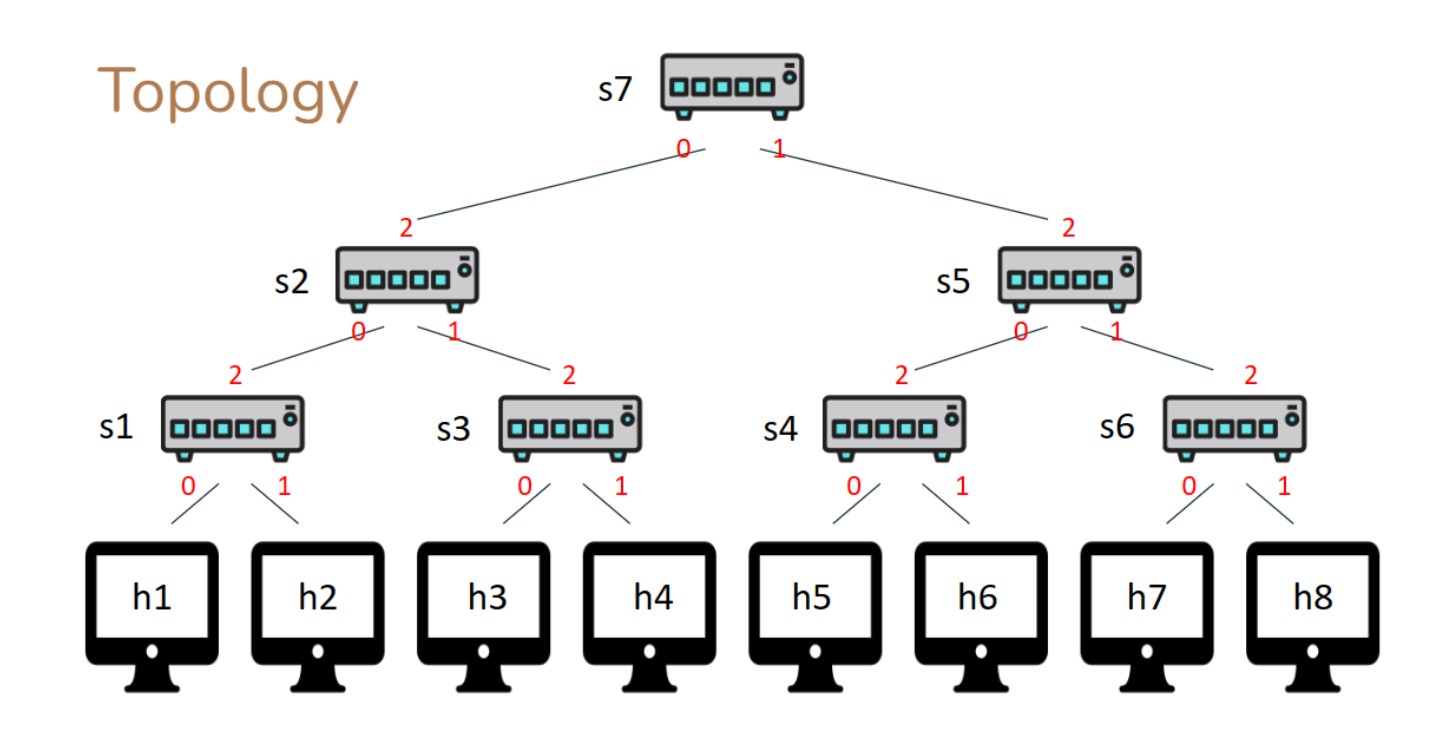 Topology
s7
0 1
2 2
s2 s5
0 1 0 1
2 2 2 2
s1 s3 s4 s6
0 1 0 1 0 1 0 1
h1 h2 h3 h4 h5 h6 h7 h8